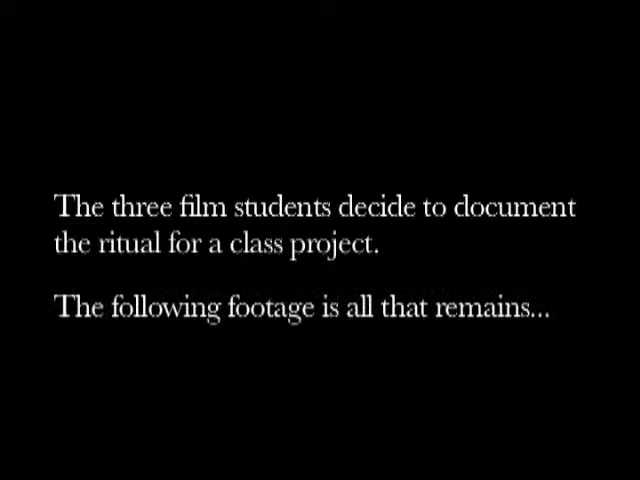 The three film students decide to document
the ritual for a class project.
The following footage is all that remains...